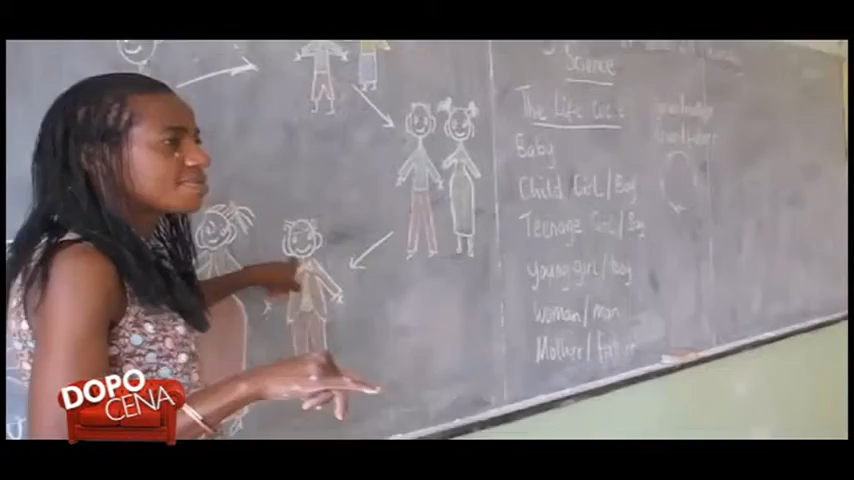 Science
The Life
Baby
Child Girl/Boy
Teenage Girl/Boy
young girl/boy
woman/man
Mother/father
DOPO
CENA